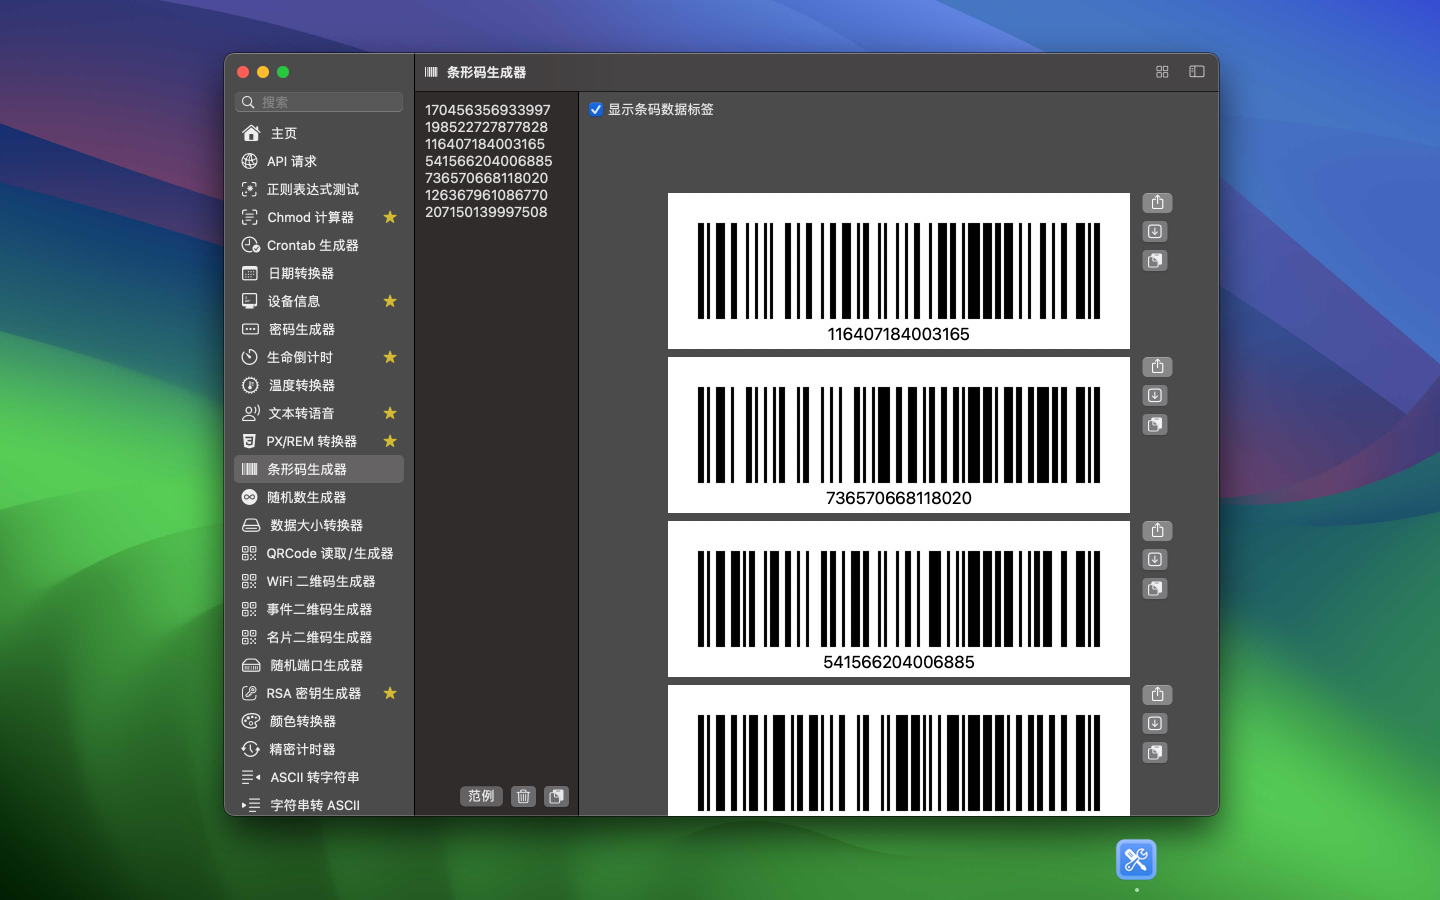 条形码生成器
搜索
主页
API 请求
正则表达式测试
Chmod 计算器
Crontab 生成器
日期转换器
设备信息
密码生成器
生命倒计时
温度转换器
文本转语音
PX/REM 转换器
条形码生成器
随机数生成器
数据大小转换器
QRCode 读取/生成器
WiFi 二维码生成器
事件二维码生成器
名片二维码生成器
随机端口生成器
RSA 密钥生成器
颜色转换器
精密计时器
ASCII 转字符串
字符串转 ASCII
170456356933997
198522727877828
116407184003165
541566204006885
736570668118020
126367961086770
207150139997508
范例
显示条码数据标签
116407184003165
736570668118020
541566204006885